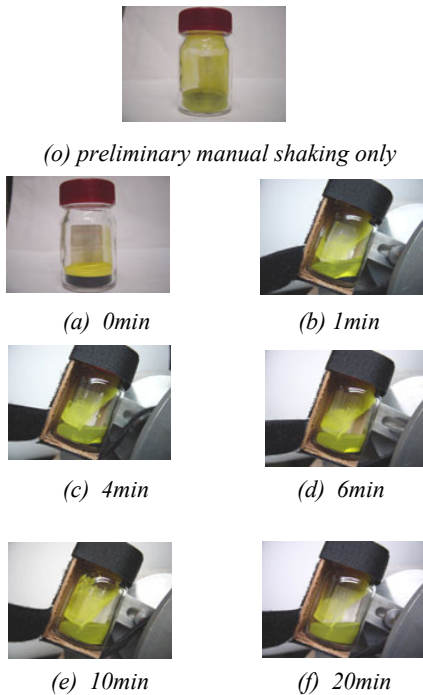 (o) preliminary manual shaking only
(a) 0min
(b) 1min
(c) 4min
(d) 6min
(e) 10min
(f) 20min